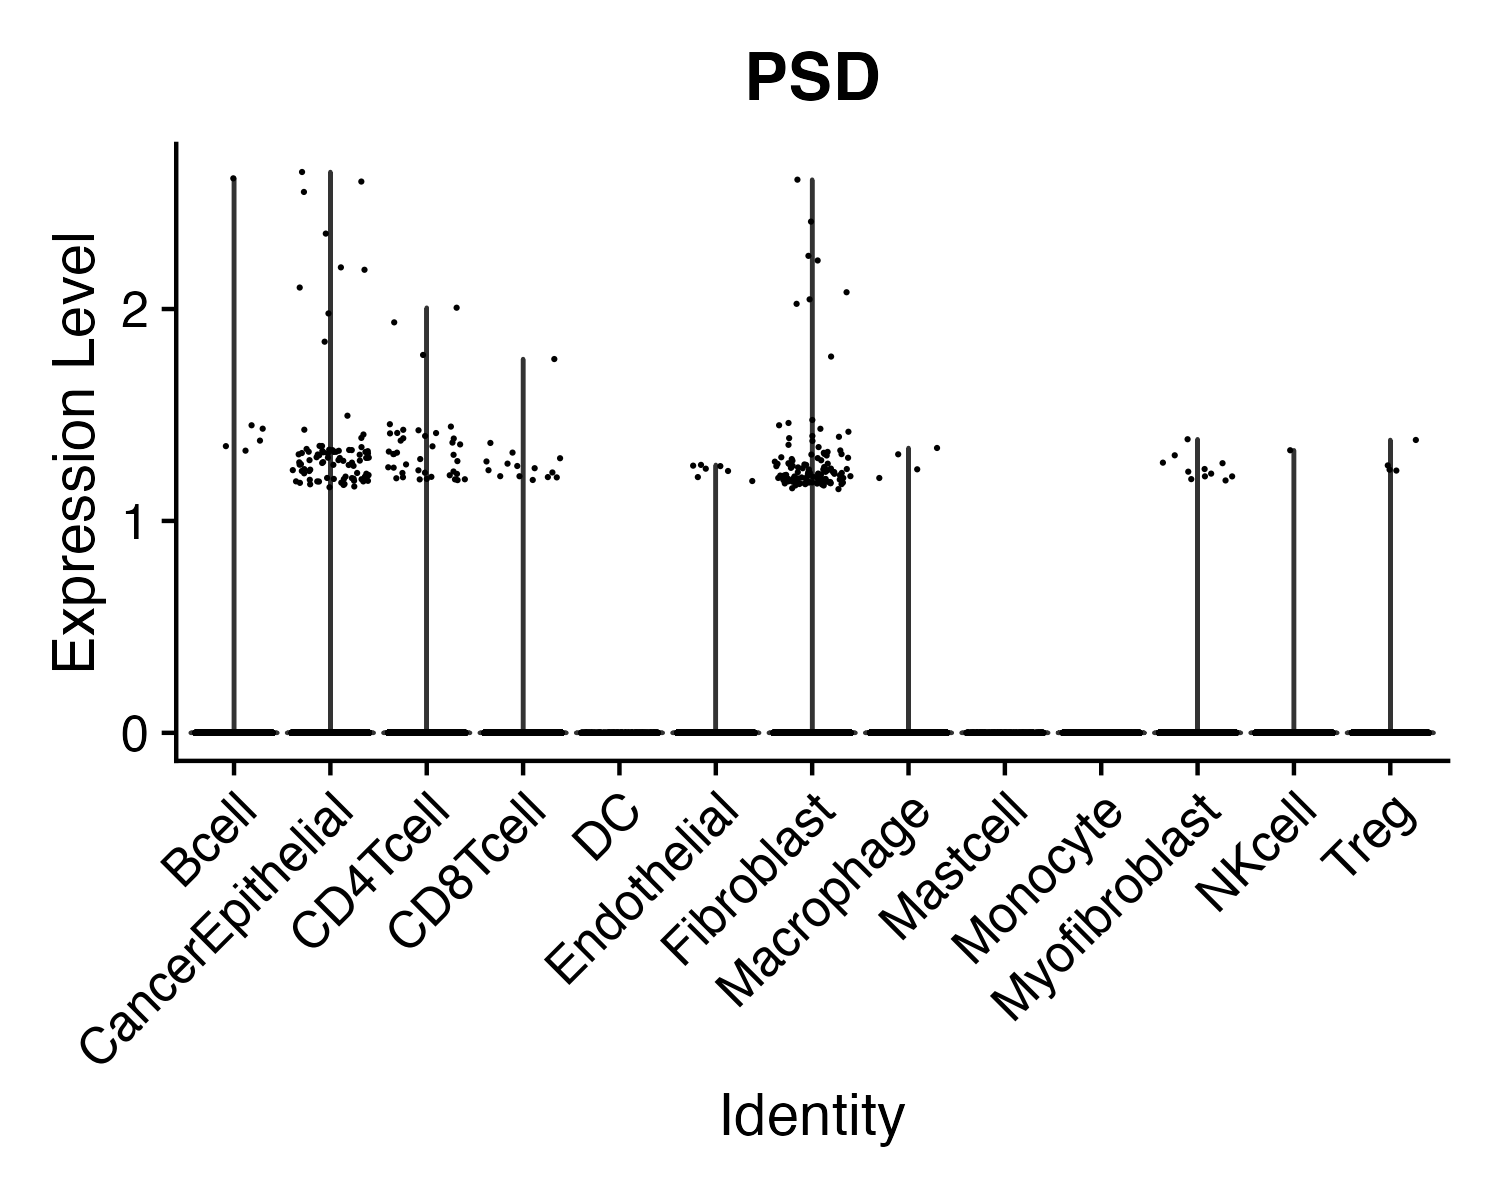 PSD
Expression Level
2
1
0
Bcell
CancerEpithelial
CD4Tcell
CD8Tcell
DC
Endothelial
Fibroblast
Macrophage
Mastcell
Monocyte
Myofibroblast
NKcell
Treg
Identity